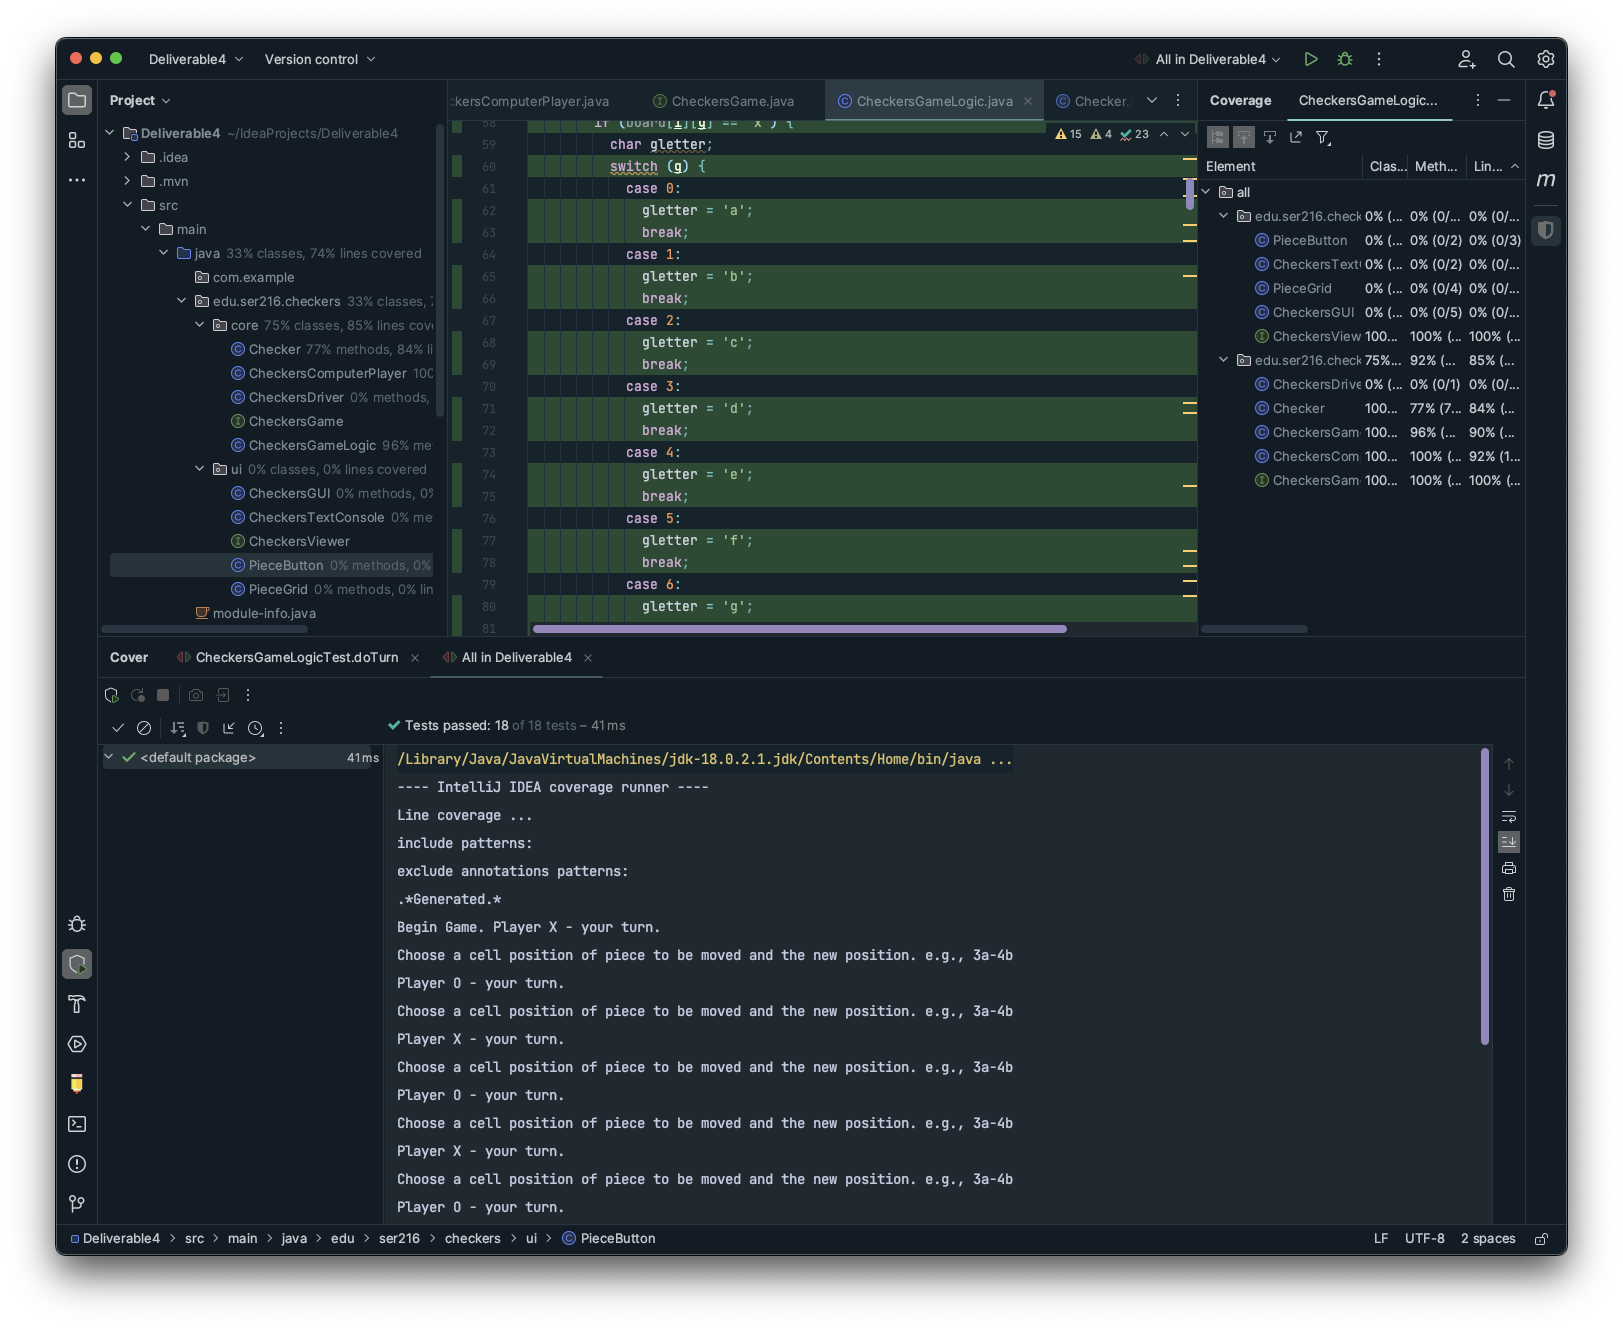 Deliverable4
Version control
All in Deliverable4
Project
Deliverable4 ~/IdeaProjects/Deliverable4
.idea
.mvn
src
main
java 33% classes, 74% lines covered
com.example
edu.ser216.checkers 33% classes,
core 75% classes, 85% lines cov
Checker 77% methods, 84% li
CheckersComputerPlayer 100
CheckersDriver 0% methods,
CheckersGame
CheckersGameLogic 96% me
ui 0% classes, 0% lines covered
CheckersGUI 0% methods, 0%
CheckersTextConsole 0% me
CheckersViewer
PieceButton 0% methods, 0%
PieceGrid 0% methods, 0% lin
module-info.java
ckersComputerPlayer.java
CheckersGame.java
CheckersGameLogic.java
Checker.
15 4 23
58 if (board[i][g] == 'x') {
59 char gletter;
60 switch (g) {
61 case 0:
62 gletter = 'a';
63 break;
64 case 1:
65 gletter = 'b';
66 break;
67 case 2:
68 gletter = 'c';
69 break;
70 case 3:
71 gletter = 'd';
72 break;
73 case 4:
74 gletter = 'e';
75 break;
76 case 5:
77 gletter = 'f';
78 break;
79 case 6:
80 gletter = 'g';
81
Coverage CheckersGameLogic...
Element Clas... Meth... Lin...
all
edu.ser216.check 0% (... 0% (0/... 0% (0/...
PieceButton 0% (... 0% (0/2) 0% (0/3)
CheckersText 0% (... 0% (0/2) 0% (0/...
PieceGrid 0% (... 0% (0/4) 0% (0/...
CheckersGUI 0% (... 0% (0/5) 0% (0/...
CheckersView 100... 100% (... 100% (...
edu.ser216.check 75%... 92% (... 85% (...
CheckersDrive 0% (... 0% (0/1) 0% (0/...
Checker 100... 77% (7... 84% (...
CheckersGam 100... 96% (... 90% (...
CheckersCom 100... 100% (... 92% (1...
CheckersGam 100... 100% (... 100% (...
m
Cover CheckersGameLogicTest.doTurn All in Deliverable4
Tests passed: 18 of 18 tests – 41 ms
<default package> 41 ms
/Library/Java/JavaVirtualMachines/jdk-18.0.2.1.jdk/Contents/Home/bin/java ...
---- IntelliJ IDEA coverage runner ----
Line coverage ...
include patterns:
exclude annotations patterns:
.*Generated.*
Begin Game. Player X - your turn.
Choose a cell position of piece to be moved and the new position. e.g., 3a-4b
Player O - your turn.
Choose a cell position of piece to be moved and the new position. e.g., 3a-4b
Player X - your turn.
Choose a cell position of piece to be moved and the new position. e.g., 3a-4b
Player O - your turn.
Choose a cell position of piece to be moved and the new position. e.g., 3a-4b
Player X - your turn.
Choose a cell position of piece to be moved and the new position. e.g., 3a-4b
Player O - your turn.
Deliverable4 > src > main > java > edu > ser216 > checkers > ui > PieceButton
LF UTF-8 2 spaces